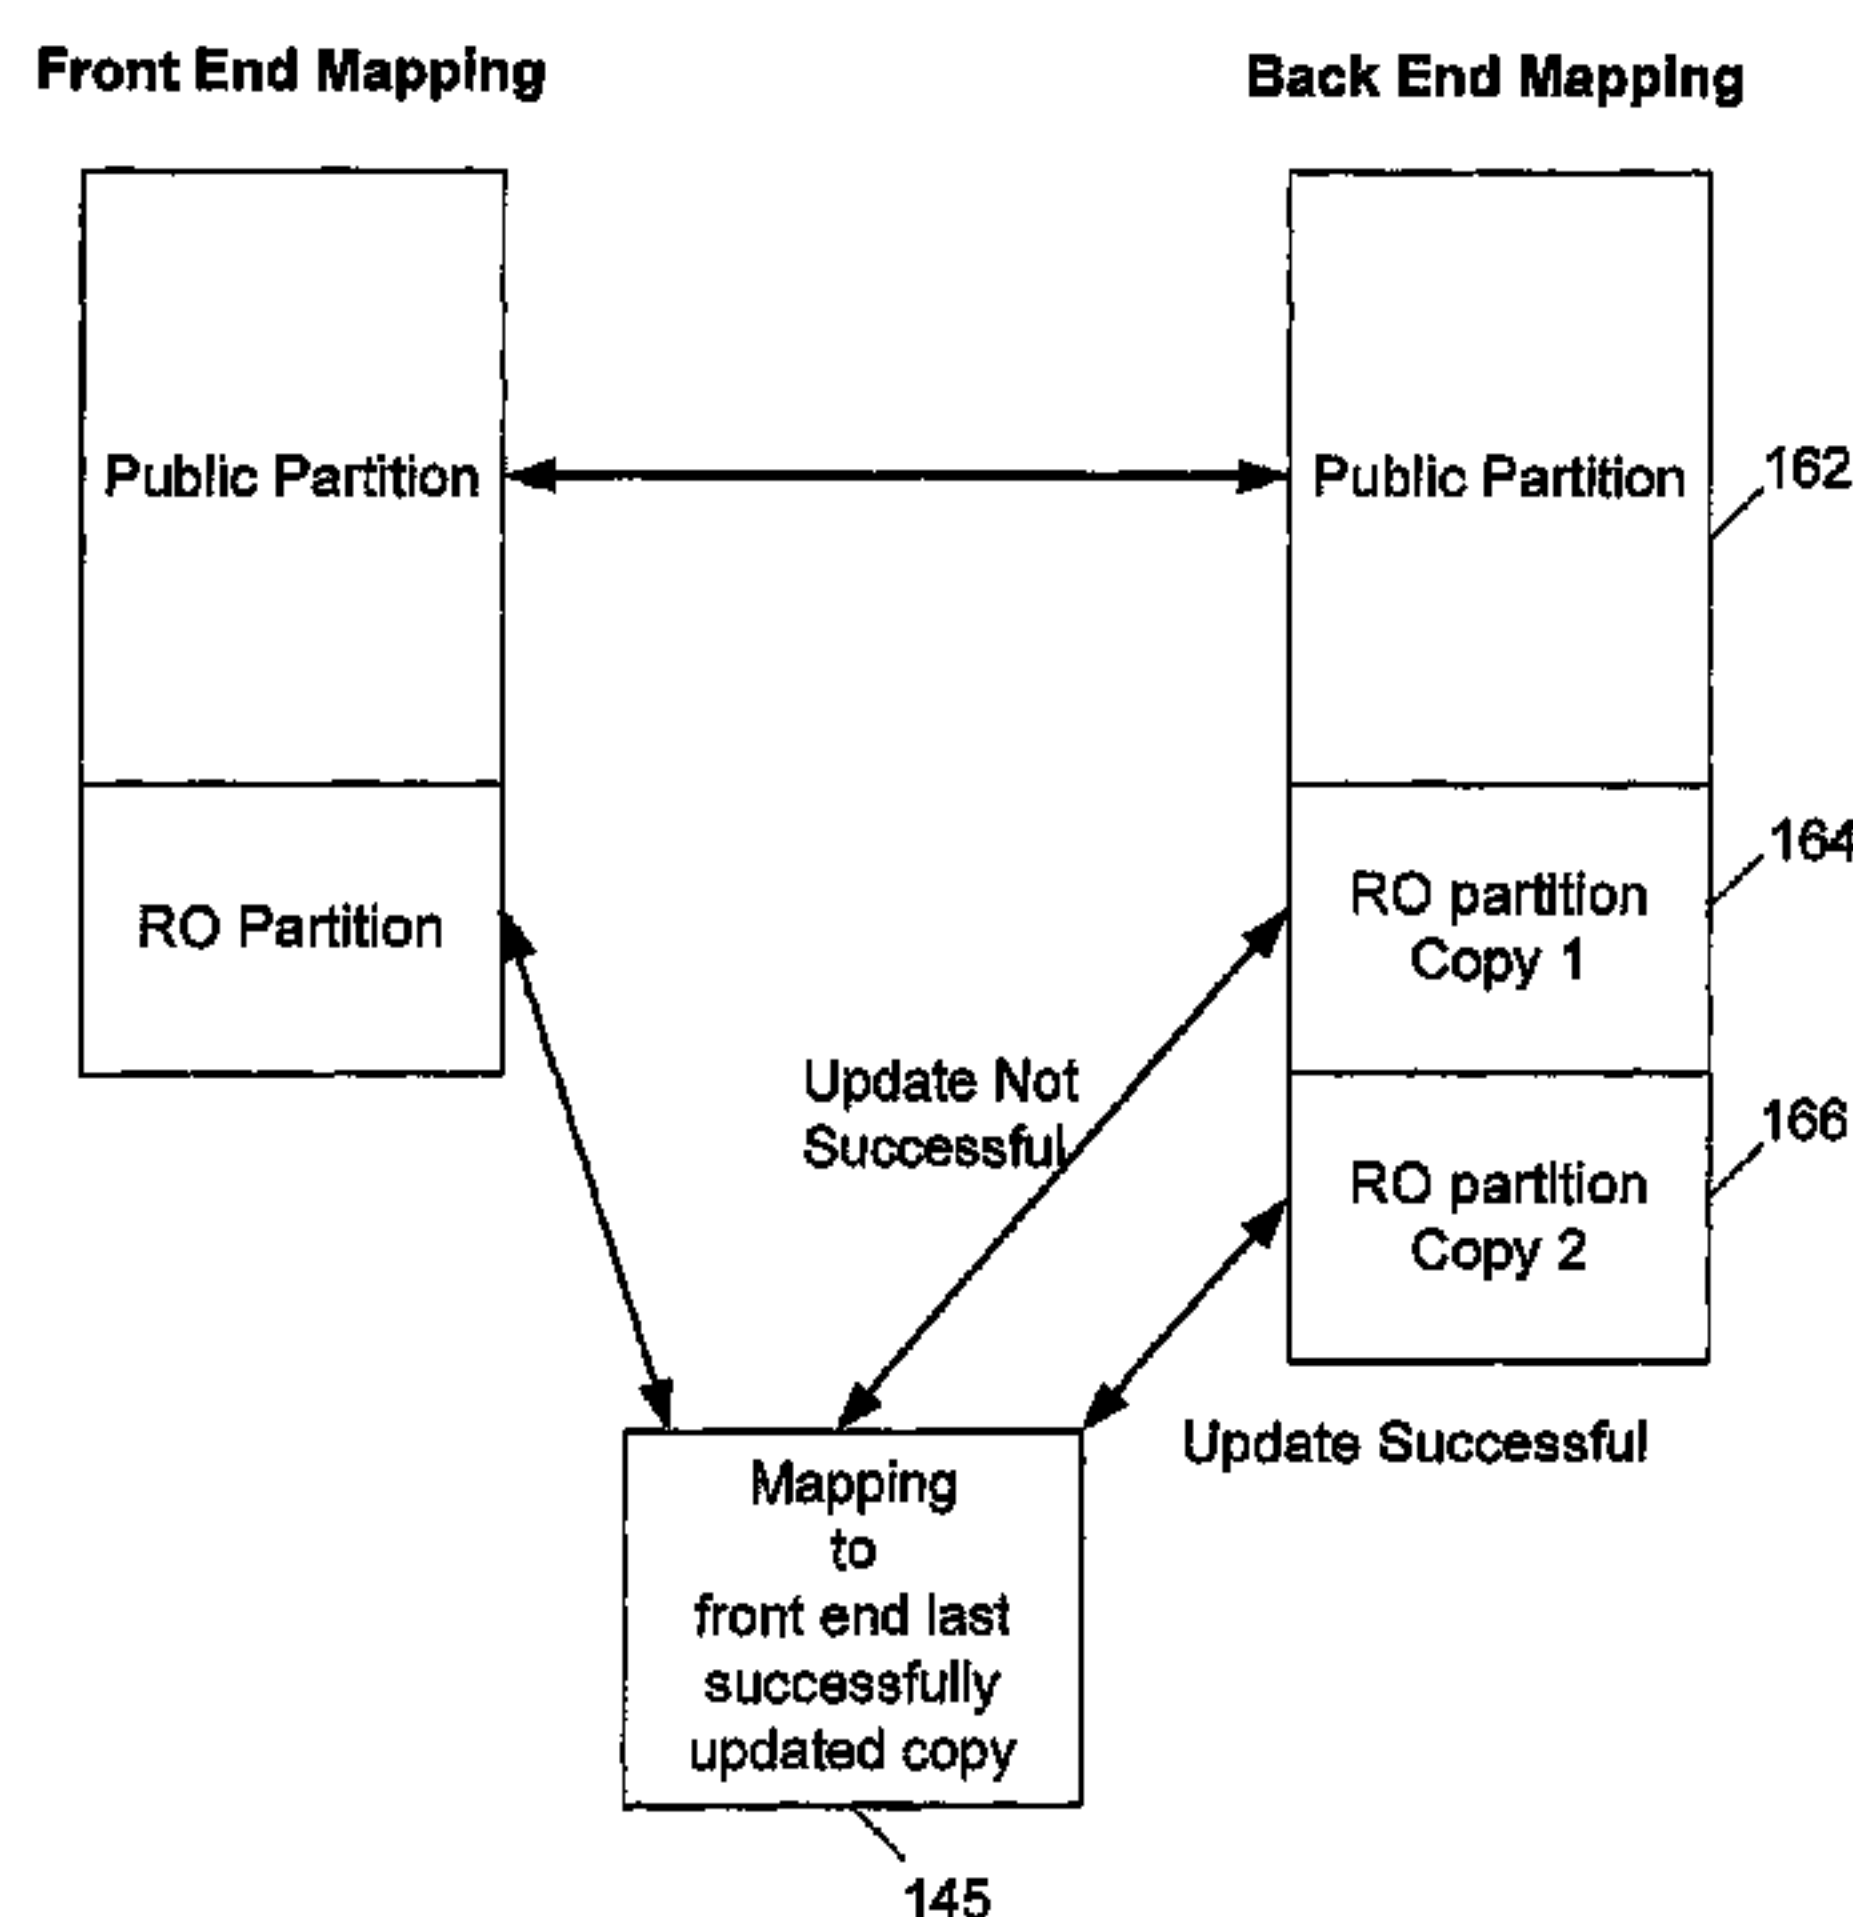 Front End Mapping
Back End Mapping
Public Partition
Public Partition
162
RO Partition
RO partition
Copy 1
164
Update Not
Successful
RO partition
Copy 2
166
Update Successful
Mapping
to
front end last
successfully
updated copy
145